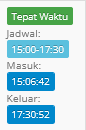 Tepat Waktu
Jadwal:
15:00-17:30
Masuk:
15:06:42
Keluar:
17:30:52